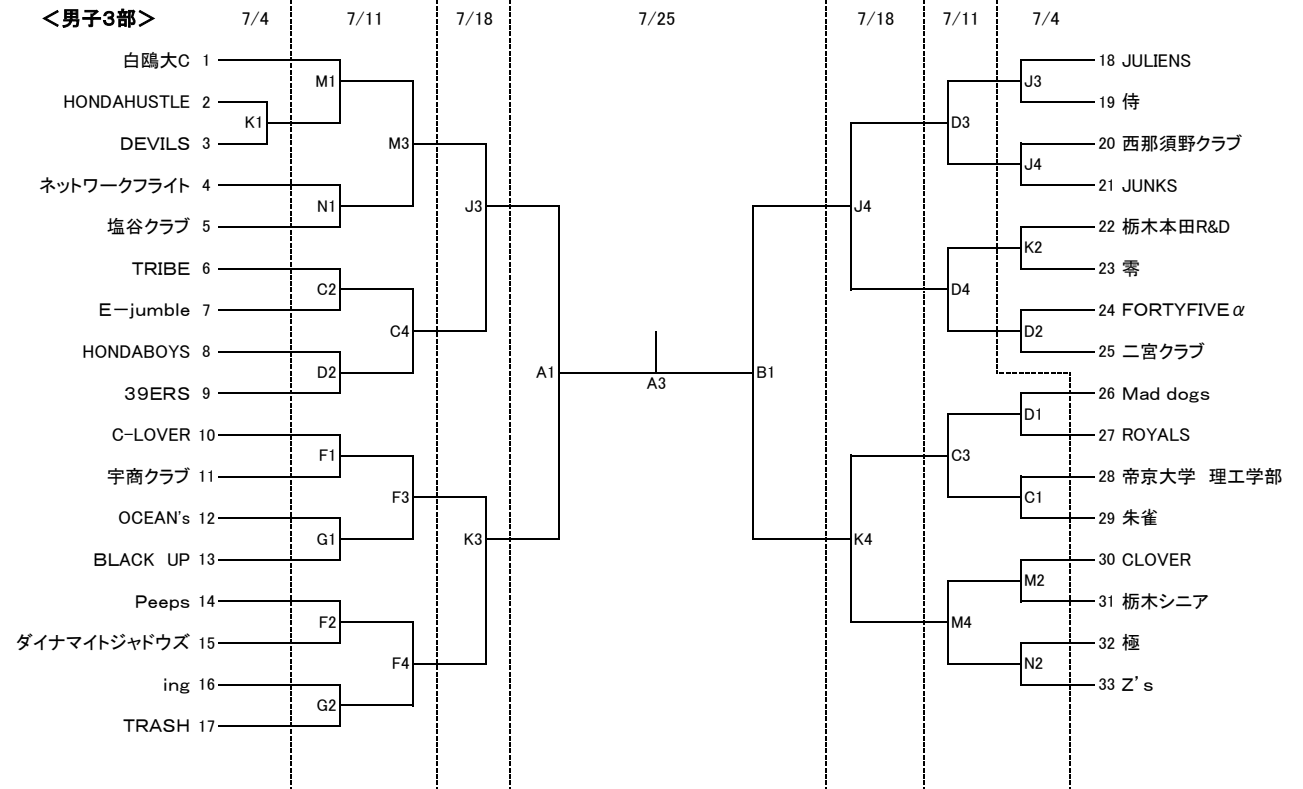 ＜男子3部＞ 7/4 7/11 7/18 7/25 7/18 7/11 7/4
白鴎大C 1
18 JULIENS
M1
J3
HONDAHUSTLE 2
19 侍
K1
D3
DEVILS 3
M3
20 西那須野クラブ
J4
ネットワークフライト 4
21 JUNKS
N1
J3
J4
塩谷クラブ 5
22 栃木本田R&D
K2
TRIBE 6
23 零
C2
D4
E－jumble 7
24 FORTYFIVEα
C4
D2
HONDABOYS 8
25 二宮クラブ
D2
A1
A3
B1
39ERS 9
26 Mad dogs
D1
C-LOVER 10
27 ROYALS
F1
C3
宇商クラブ 11
28 帝京大学　理工学部
F3
C1
OCEAN's 12
29 朱雀
G1
K3
K4
BLACK　UP 13
30 CLOVER
M2
Peeps 14
31 栃木シニア
F2
M4
ダイナマイトジャドウズ 15
32 極
F4
N2
ing 16
33 Z’s
G2
TRASH 17